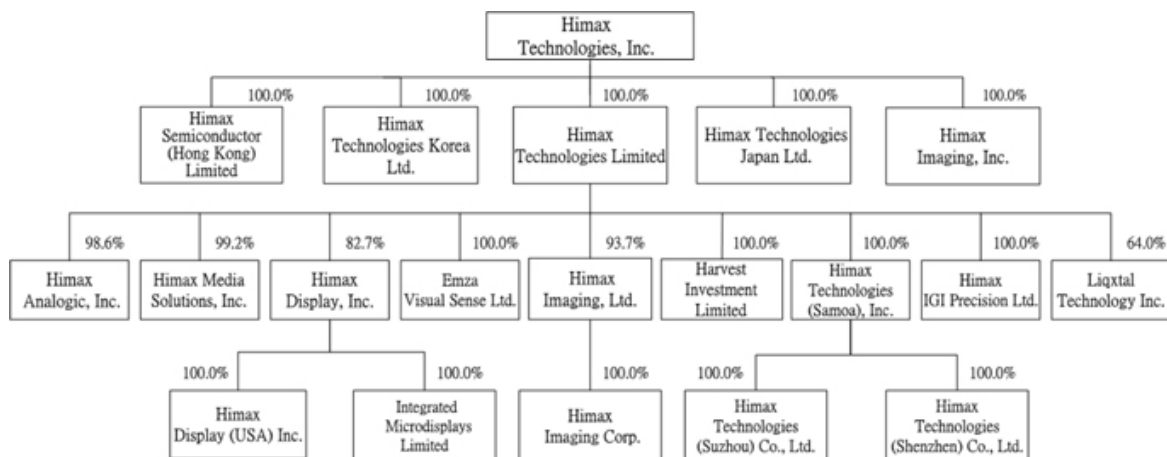 Himax
Technologies, Inc.
100.0%
100.0%
100.0%
100.0%
100.0%
Himax
Semiconductor
(Hong Kong)
Limited
Himax
Technologies Korea
Ltd.
Himax
Technologies Limited
Himax Technologies
Japan Ltd.
Himax
Imaging, Inc.
98.6%
99.2%
82.7%
100.0%
93.7%
100.0%
100.0%
100.0%
64.0%
Himax
Analogic, Inc.
Himax Media
Solutions, Inc.
Himax
Display, Inc.
Emza
Visual Sense Ltd.
Himax
Imaging, Ltd.
Harvest
Investment
Limited
Himax
Technologies
(Samoa), Inc.
Himax
IGI Precision Ltd.
Liqxtal
Technology Inc.
100.0%
100.0%
100.0%
100.0%
100.0%
Himax
Display (USA) Inc.
Integrated
Microdisplays
Limited
Himax
Imaging Corp.
Himax
Technologies
(Suzhou) Co., Ltd.
Himax
Technologies
(Shenzhen) Co., Ltd.